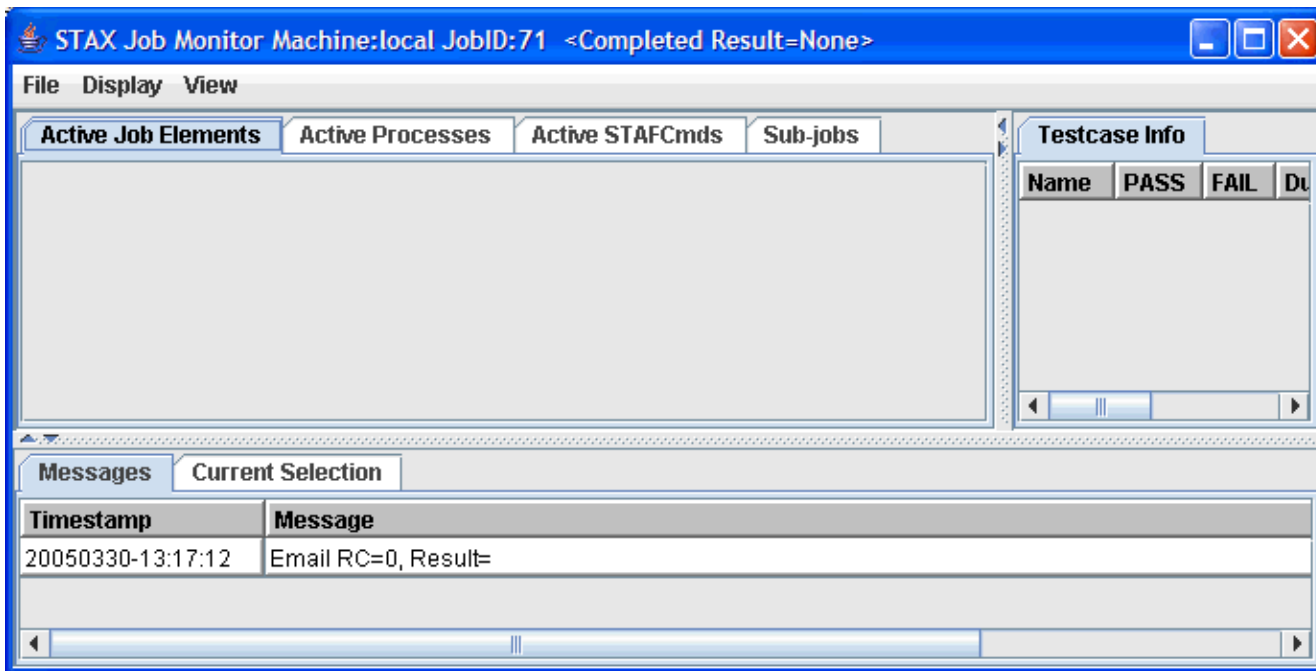 STAX Job Monitor Machine:local JobID:71 <Completed Result=None>
File Display View
Active Job Elements Active Processes Active STAFCmds Sub-jobs
Testcase Info
Name PASS FAIL Du
Messages Current Selection
Timestamp Message
20050330-13:17:12 Email RC=0, Result=